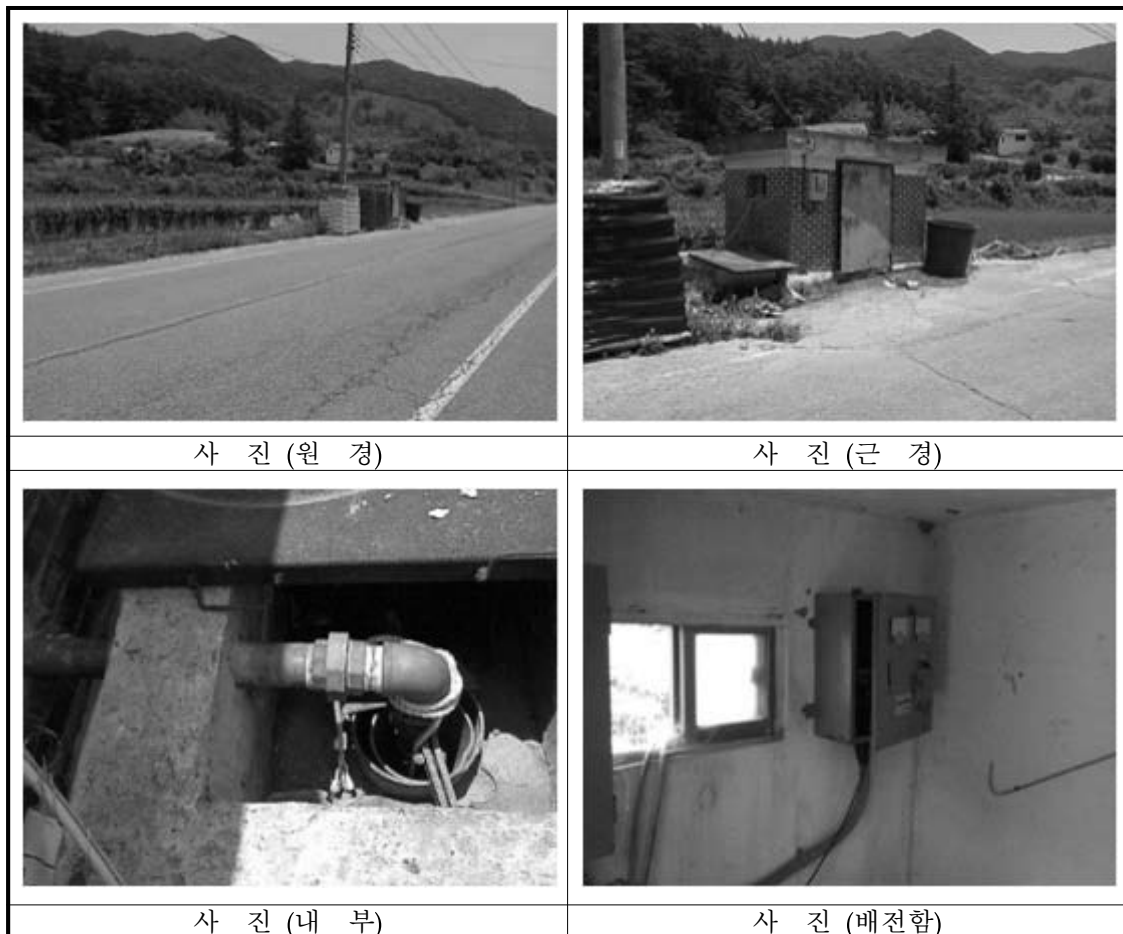 사 진 (원 경)
사 진 (근 경)
사 진 (내 부)
사 진 (배전함)